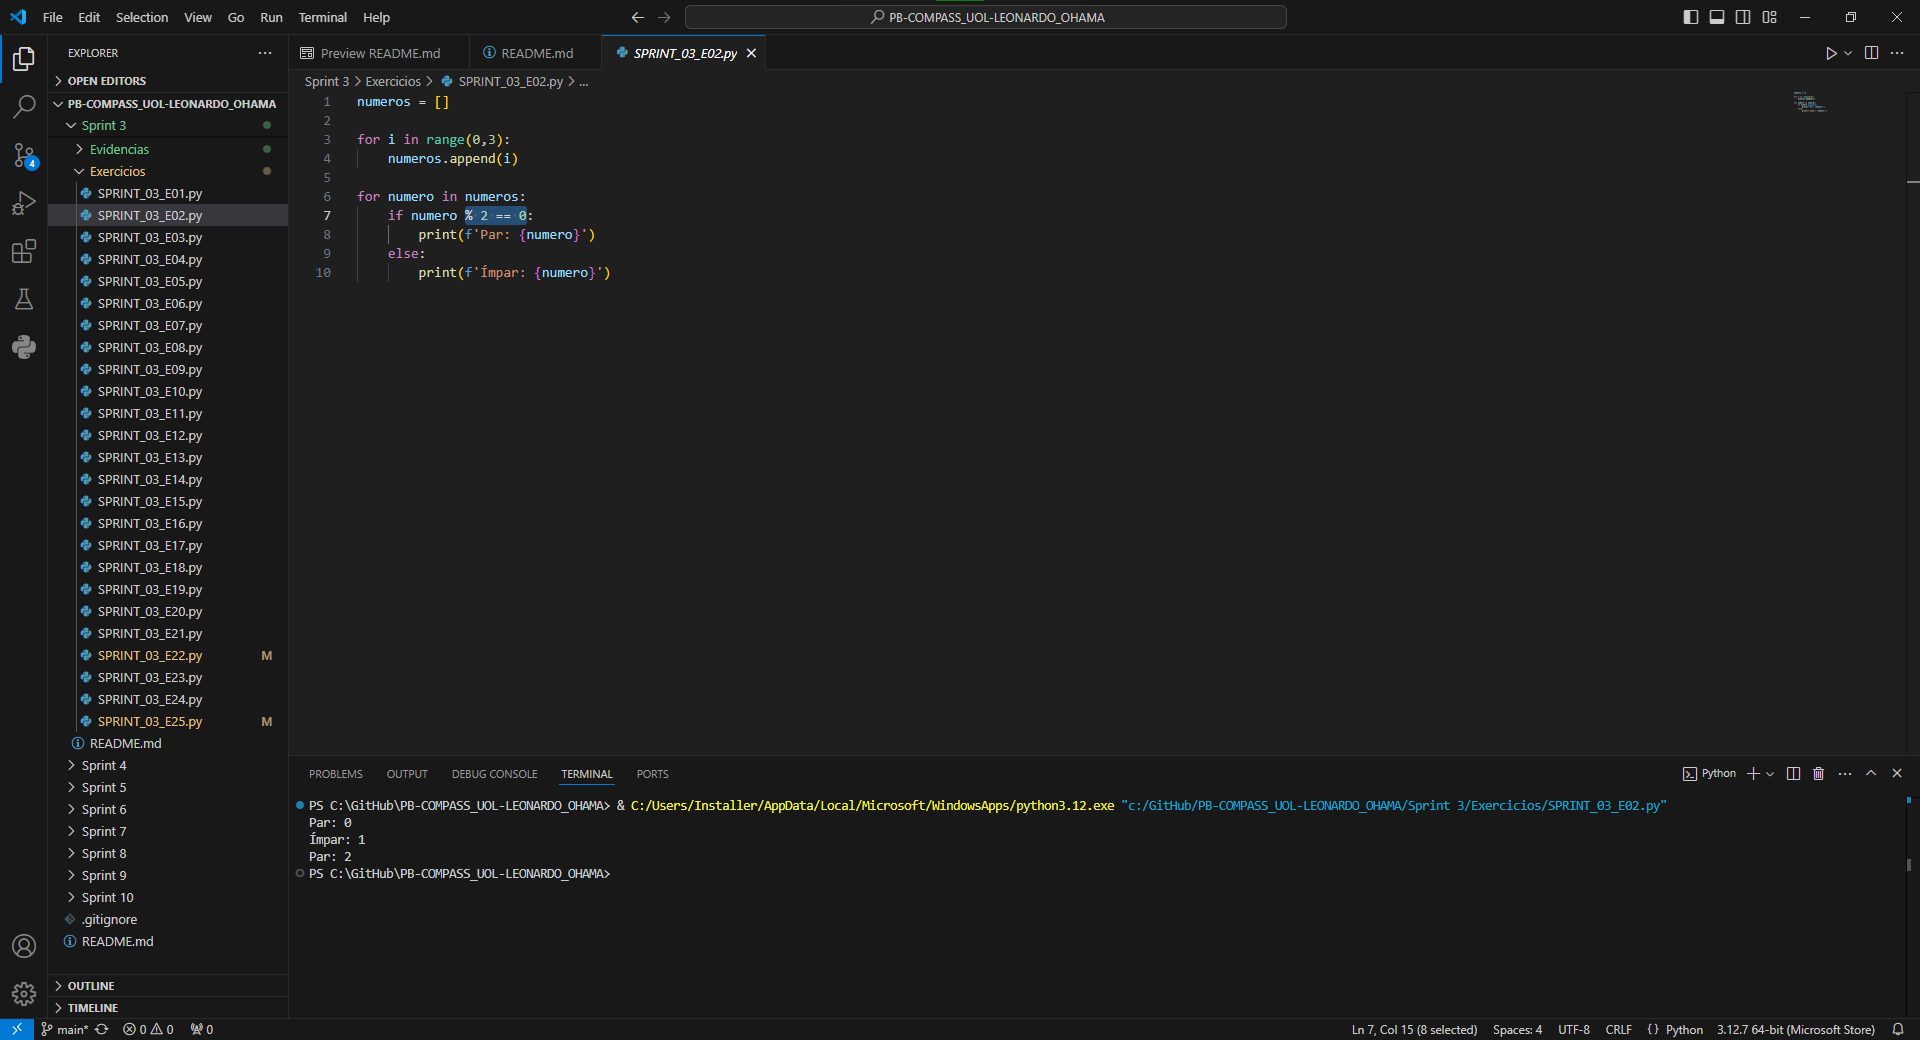 File Edit Selection View Go Run Terminal Help
PB-COMPASS_UOL-LEONARDO_OHAMA
EXPLORER
OPEN EDITORS
PB-COMPASS_UOL-LEONARDO_OHAMA
Sprint 3
Evidencias
Exercicios
SPRINT_03_E01.py
SPRINT_03_E02.py
SPRINT_03_E03.py
SPRINT_03_E04.py
SPRINT_03_E05.py
SPRINT_03_E06.py
SPRINT_03_E07.py
SPRINT_03_E08.py
SPRINT_03_E09.py
SPRINT_03_E10.py
SPRINT_03_E11.py
SPRINT_03_E12.py
SPRINT_03_E13.py
SPRINT_03_E14.py
SPRINT_03_E15.py
SPRINT_03_E16.py
SPRINT_03_E17.py
SPRINT_03_E18.py
SPRINT_03_E19.py
SPRINT_03_E20.py
SPRINT_03_E21.py
SPRINT_03_E22.py M
SPRINT_03_E23.py
SPRINT_03_E24.py
SPRINT_03_E25.py M
README.md
Sprint 4
Sprint 5
Sprint 6
Sprint 7
Sprint 8
Sprint 9
Sprint 10
.gitignore
README.md
OUTLINE
TIMELINE
4
Preview README.md README.md SPRINT_03_E02.py
Sprint 3 > Exercicios > SPRINT_03_E02.py > ...
1 numeros = []
2
3 for i in range(0,3):
4     numeros.append(i)
5
6 for numero in numeros:
7     if numero % 2 == 0:
8         print(f'Par: {numero}')
9     else:
10         print(f'Ímpar: {numero}')
PROBLEMS OUTPUT DEBUG CONSOLE TERMINAL PORTS
Python
PS C:\GitHub\PB-COMPASS_UOL-LEONARDO_OHAMA> & C:/Users/Installer/AppData/Local/Microsoft/WindowsApps/python3.12.exe "c:/GitHub/PB-COMPASS_UOL-LEONARDO_OHAMA/Sprint 3/Exercicios/SPRINT_03_E02.py"
Par: 0
Ímpar: 1
Par: 2
PS C:\GitHub\PB-COMPASS_UOL-LEONARDO_OHAMA>
main* 0 0 0
Ln 7, Col 15 (8 selected) Spaces: 4 UTF-8 CRLF {} Python 3.12.7 64-bit (Microsoft Store)